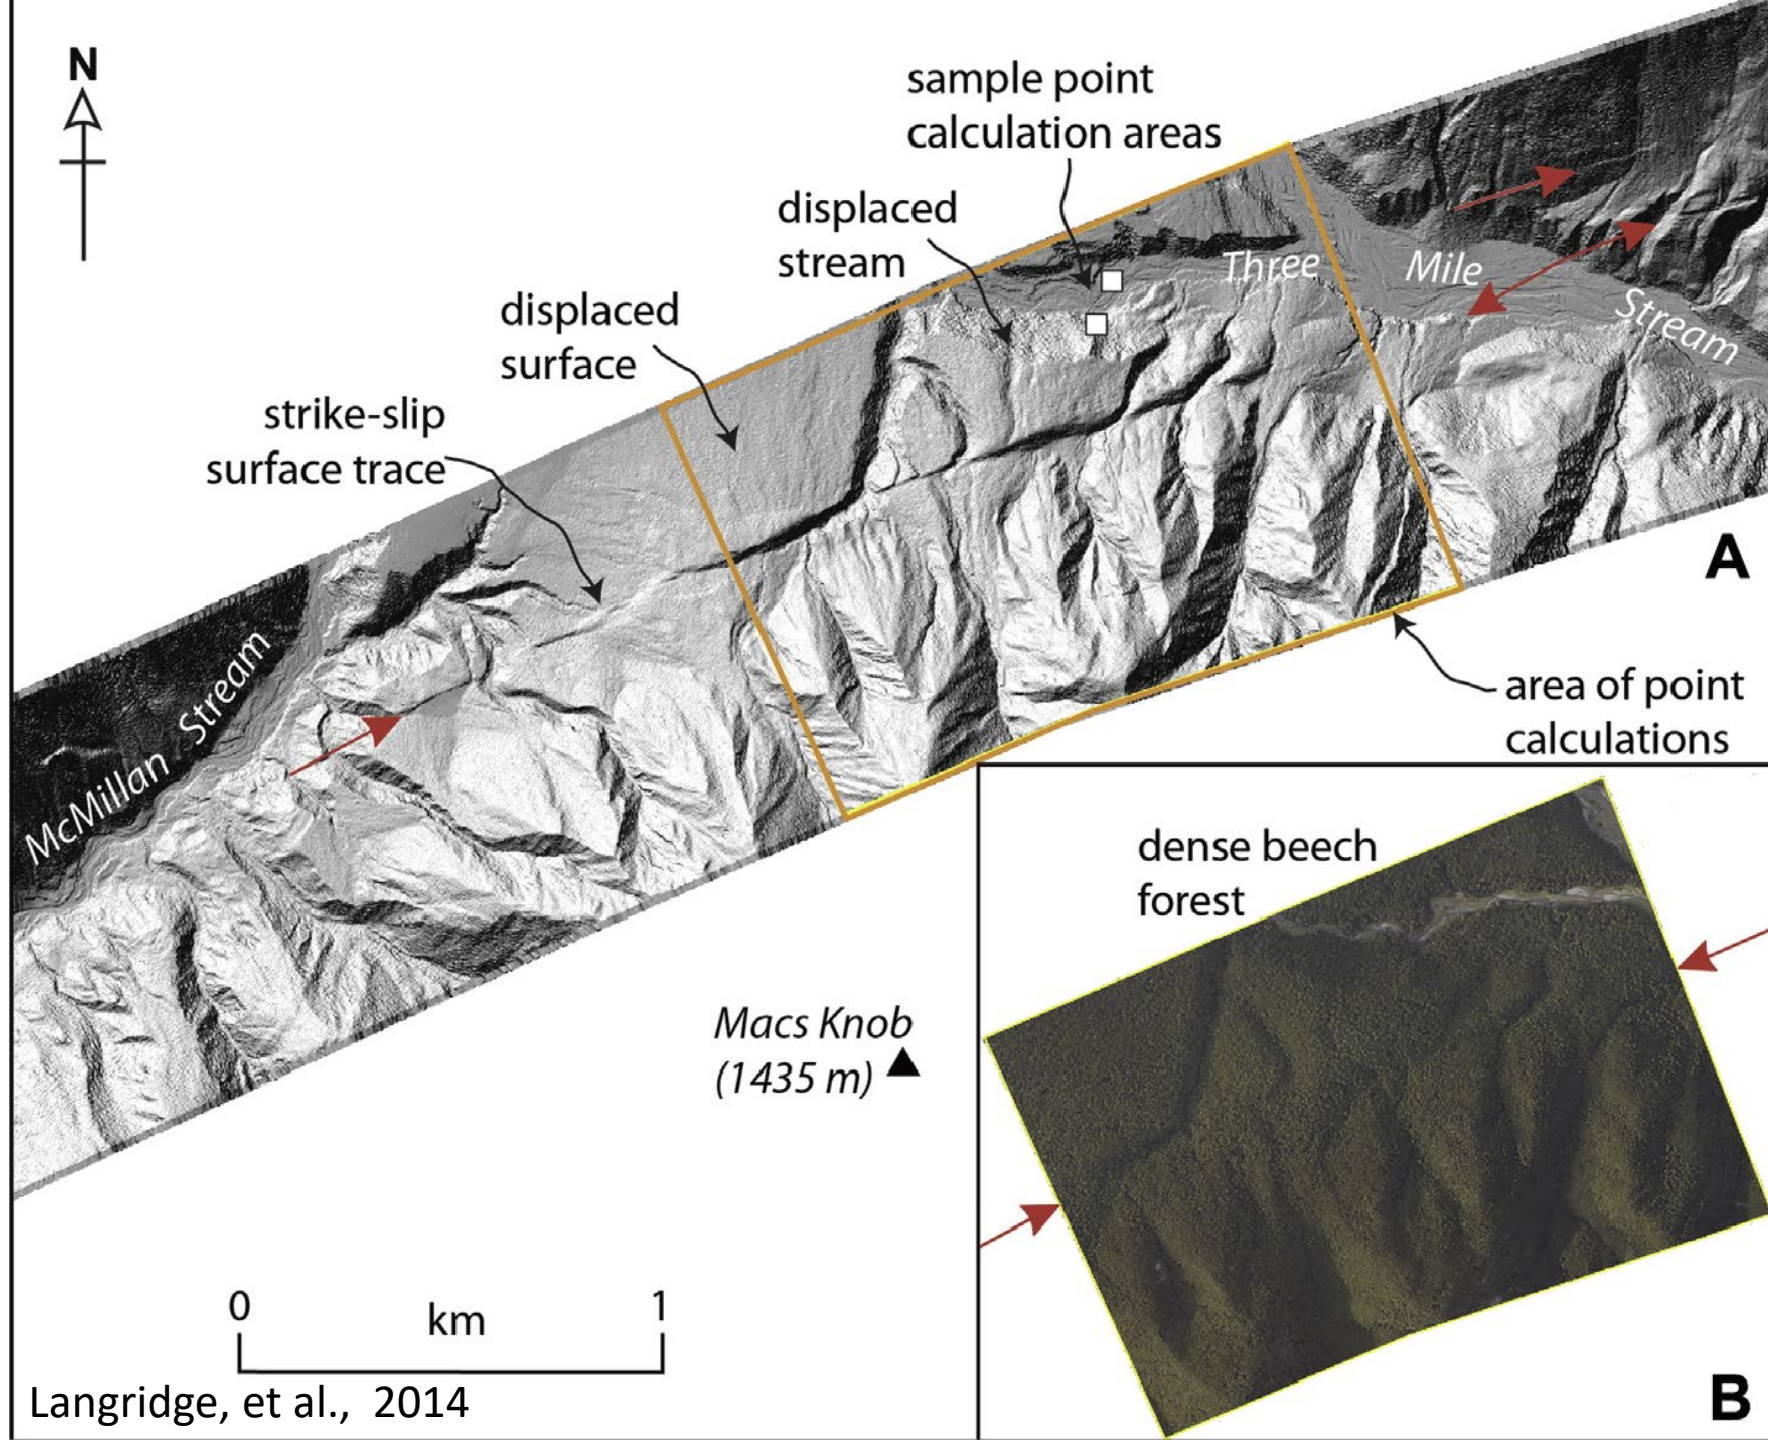 N
sample point
calculation areas
displaced
stream
displaced
surface
strike-slip
surface trace
Three Mile Stream
A
McMillan Stream
area of point
calculations
dense beech
forest
Macs Knob
(1435 m)
0 km 1
Langridge, et al., 2014
B